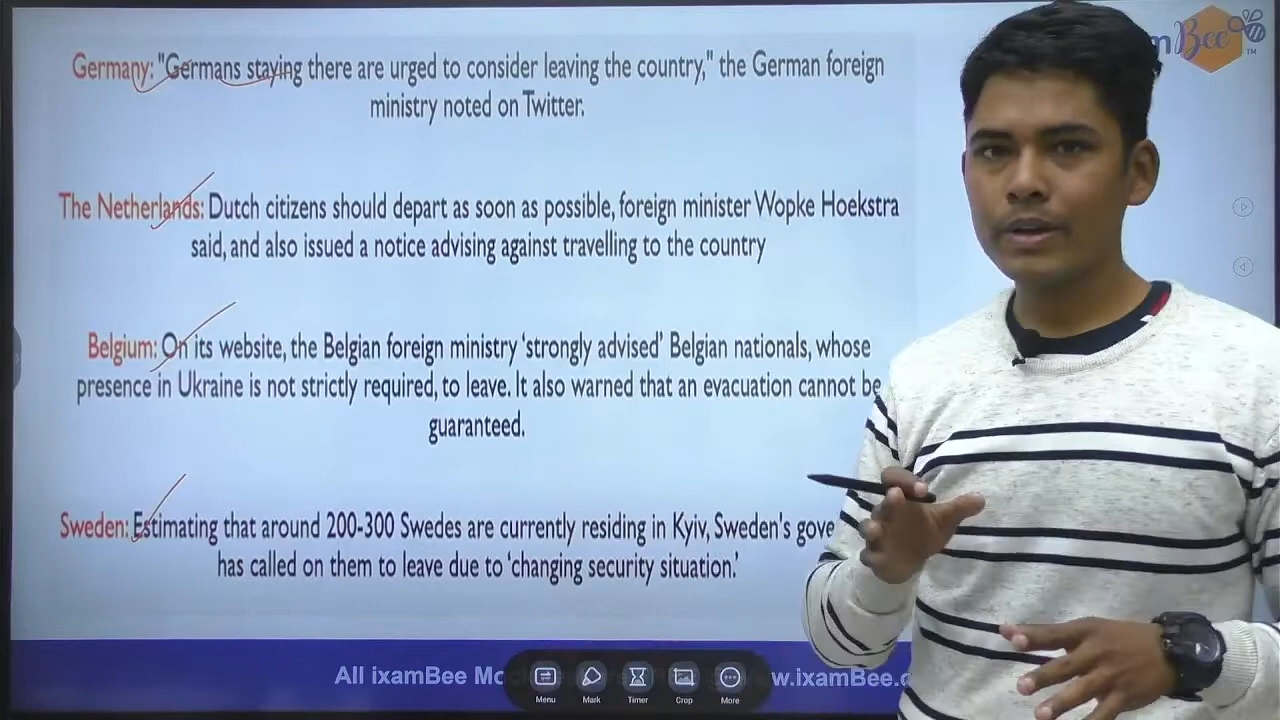 Germany: "Germans staying there are urged to consider leaving the country," the German foreign
ministry noted on Twitter.
The Netherlands: Dutch citizens should depart as soon as possible, foreign minister Wopke Hoekstra
said, and also issued a notice advising against travelling to the country
Belgium: On its website, the Belgian foreign ministry ‘strongly advised’ Belgian nationals, whose
presence in Ukraine is not strictly required, to leave. It also warned that an evacuation cannot be
guaranteed.
Sweden: Estimating that around 200-300 Swedes are currently residing in Kyiv, Sweden's gove
has called on them to leave due to ‘changing security situation.’
All ixamBee Mo
w.ixamBee.c
Menu
Mark
Timer
Crop
More
m Bee TM